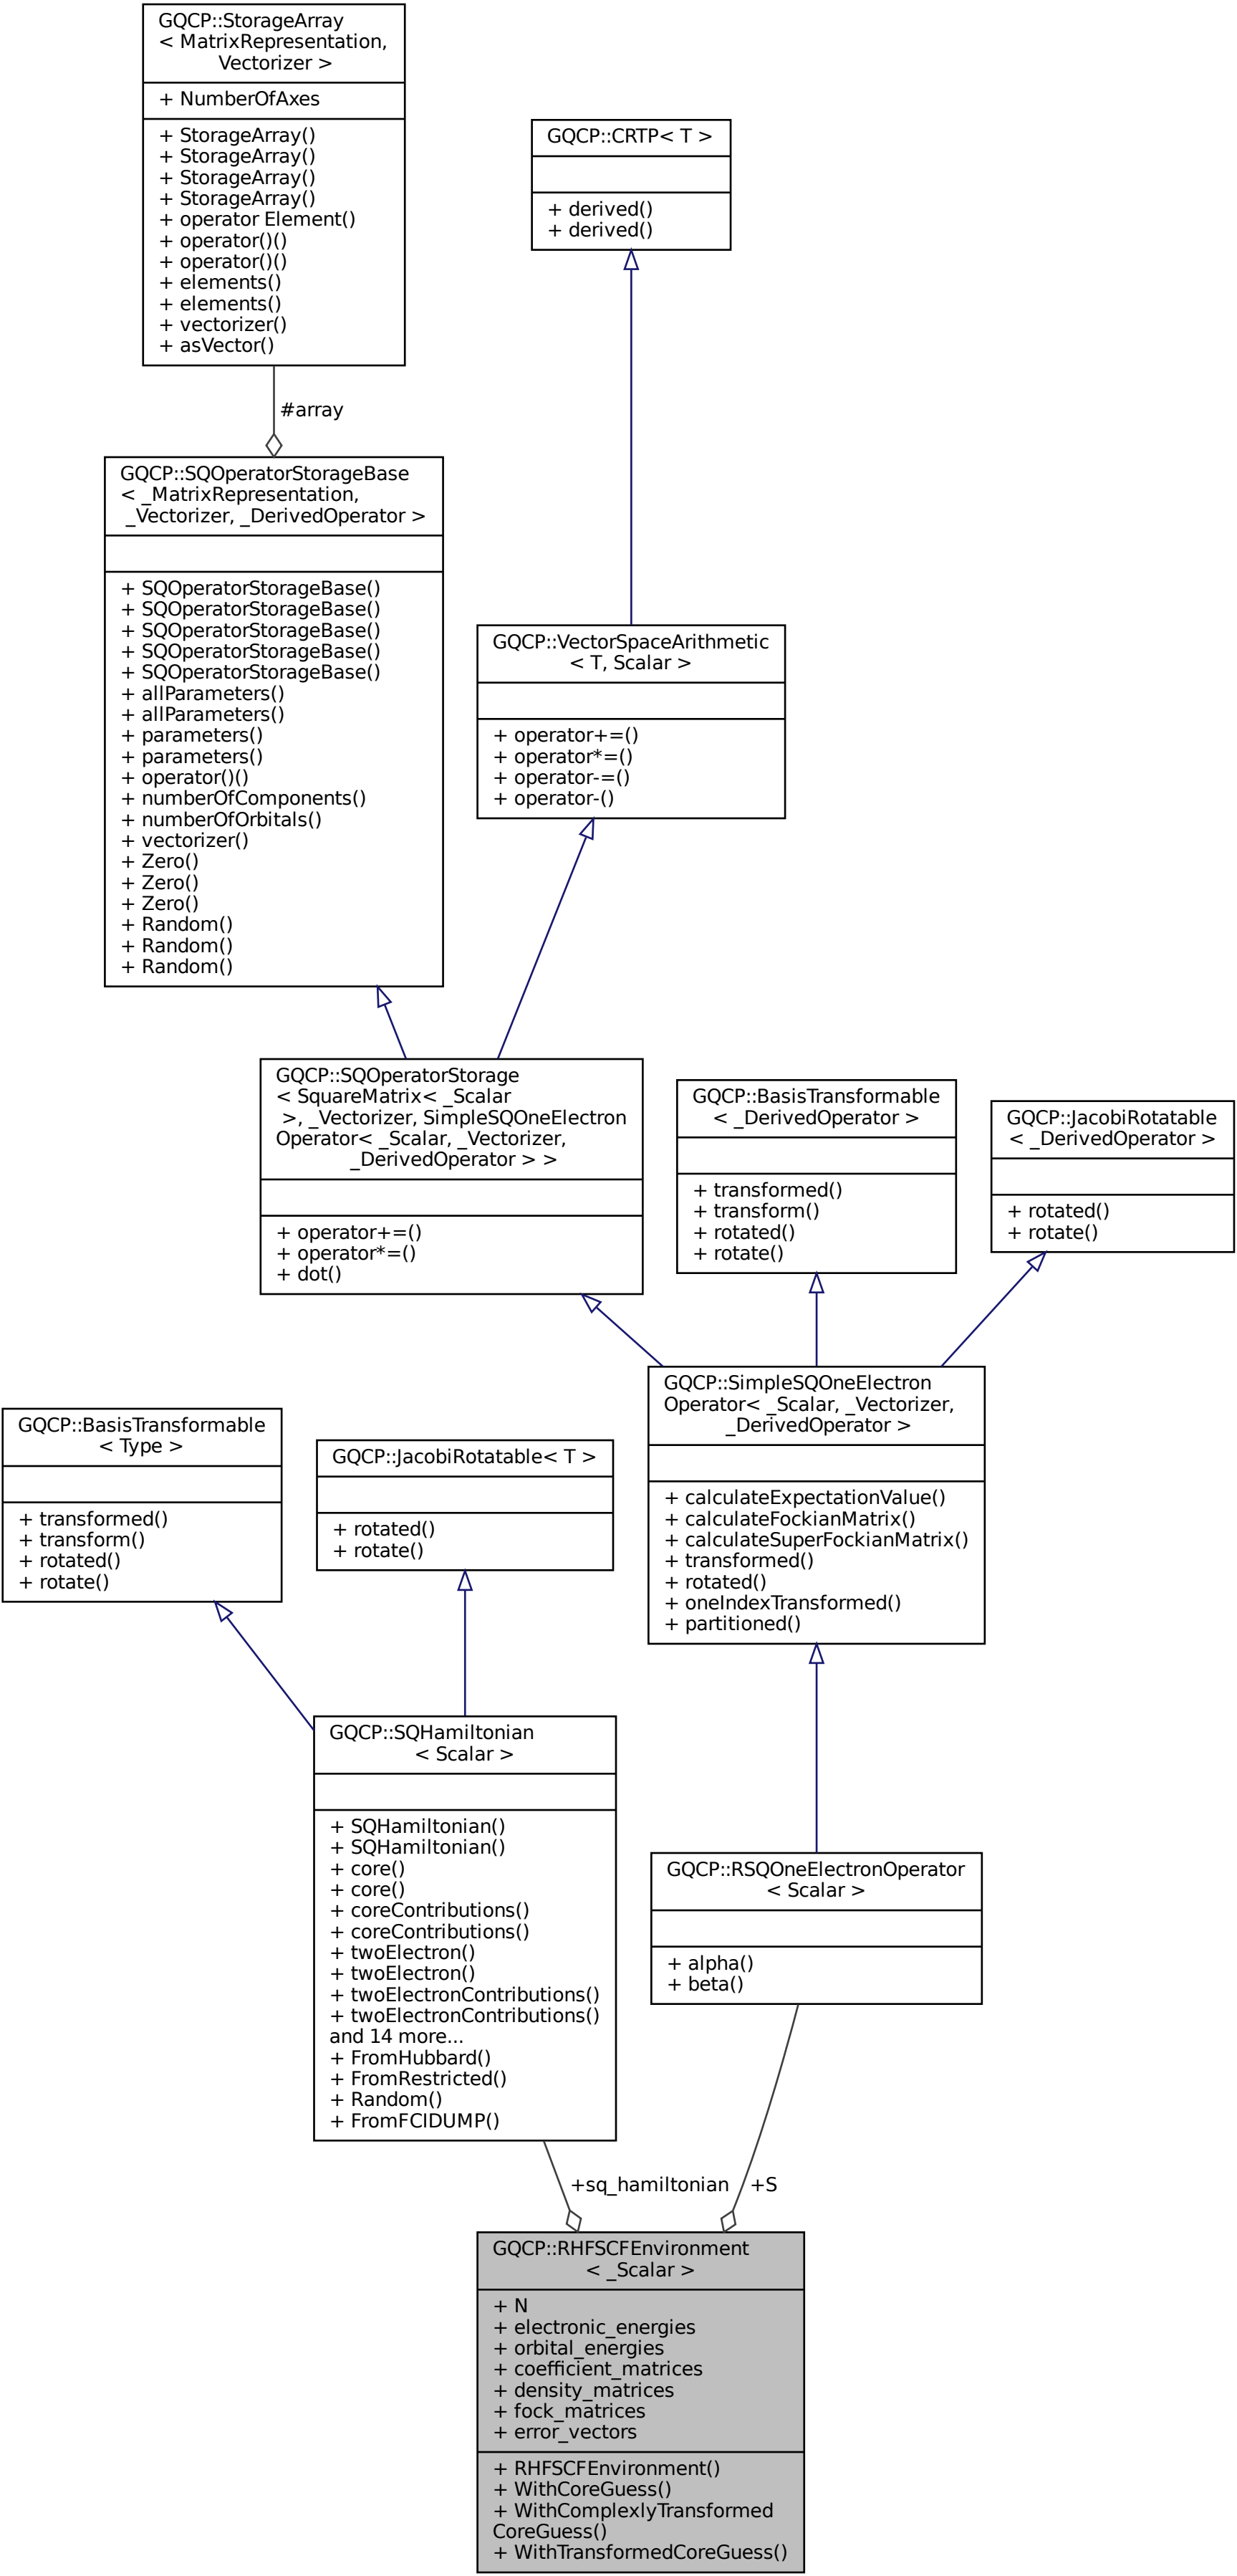 GQCP::StorageArray
< MatrixRepresentation,
Vectorizer >
+ NumberOfAxes
+ StorageArray()
+ StorageArray()
+ StorageArray()
+ StorageArray()
+ operator Element()
+ operator()()
+ operator()()
+ elements()
+ elements()
+ vectorizer()
+ asVector()
GQCP::CRTP< T >
+ derived()
+ derived()
#array
GQCP::SQOperatorStorageBase
< _MatrixRepresentation,
_Vectorizer, _DerivedOperator >
+ SQOperatorStorageBase()
+ SQOperatorStorageBase()
+ SQOperatorStorageBase()
+ SQOperatorStorageBase()
+ SQOperatorStorageBase()
+ allParameters()
+ allParameters()
+ parameters()
+ parameters()
+ operator()()
+ numberOfComponents()
+ numberOfOrbitals()
+ vectorizer()
+ Zero()
+ Zero()
+ Zero()
+ Random()
+ Random()
+ Random()
GQCP::VectorSpaceArithmetic
< T, Scalar >
+ operator+=()
+ operator*=()
+ operator-=()
+ operator-()
GQCP::SQOperatorStorage
< SquareMatrix< _Scalar
>, _Vectorizer, SimpleSQOneElectron
Operator< _Scalar, _Vectorizer,
_DerivedOperator > >
+ operator+=()
+ operator*=()
+ dot()
GQCP::BasisTransformable
< _DerivedOperator >
+ transformed()
+ transform()
+ rotated()
+ rotate()
GQCP::JacobiRotatable
< _DerivedOperator >
+ rotated()
+ rotate()
GQCP::SimpleSQOneElectron
Operator< _Scalar, _Vectorizer,
_DerivedOperator >
+ calculateExpectationValue()
+ calculateFockianMatrix()
+ calculateSuperFockianMatrix()
+ transformed()
+ rotated()
+ oneIndexTransformed()
+ partitioned()
GQCP::BasisTransformable
< Type >
+ transformed()
+ transform()
+ rotated()
+ rotate()
GQCP::JacobiRotatable< T >
+ rotated()
+ rotate()
GQCP::SQHamiltonian
< Scalar >
+ SQHamiltonian()
+ SQHamiltonian()
+ core()
+ core()
+ coreContributions()
+ coreContributions()
+ twoElectron()
+ twoElectron()
+ twoElectronContributions()
+ twoElectronContributions()
and 14 more...
+ FromHubbard()
+ FromRestricted()
+ Random()
+ FromFCIDUMP()
GQCP::RSQOneElectronOperator
< Scalar >
+ alpha()
+ beta()
+sq_hamiltonian
+S
GQCP::RHFSCFEnvironment
< _Scalar >
+ N
+ electronic_energies
+ orbital_energies
+ coefficient_matrices
+ density_matrices
+ fock_matrices
+ error_vectors
+ RHFSCFEnvironment()
+ WithCoreGuess()
+ WithComplexlyTransformed
CoreGuess()
+ WithTransformedCoreGuess()